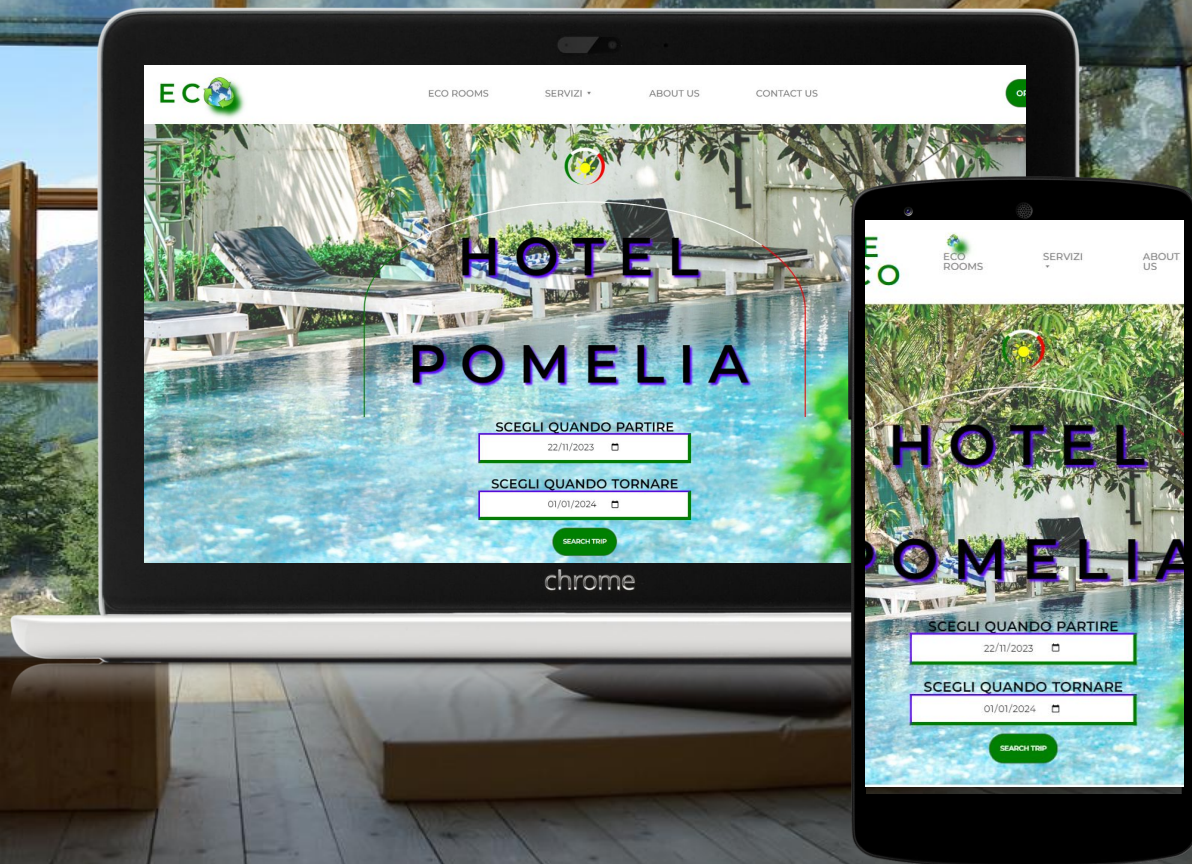 EC
ECO ROOMS
SERVIZI
ABOUT US
CONTACT US
HOTEL
POMELIA
SCEGLI QUANDO PARTIRE
22/11/2023
SCEGLI QUANDO TORNARE
01/01/2024
SEARCH TRIP
chrome
E
CO
ECO
ROOMS
SERVIZI
ABOUT
US
HOTEL
POMELIA
SCEGLI QUANDO PARTIRE
22/11/2023
SCEGLI QUANDO TORNARE
01/01/2024
SEARCH TRIP